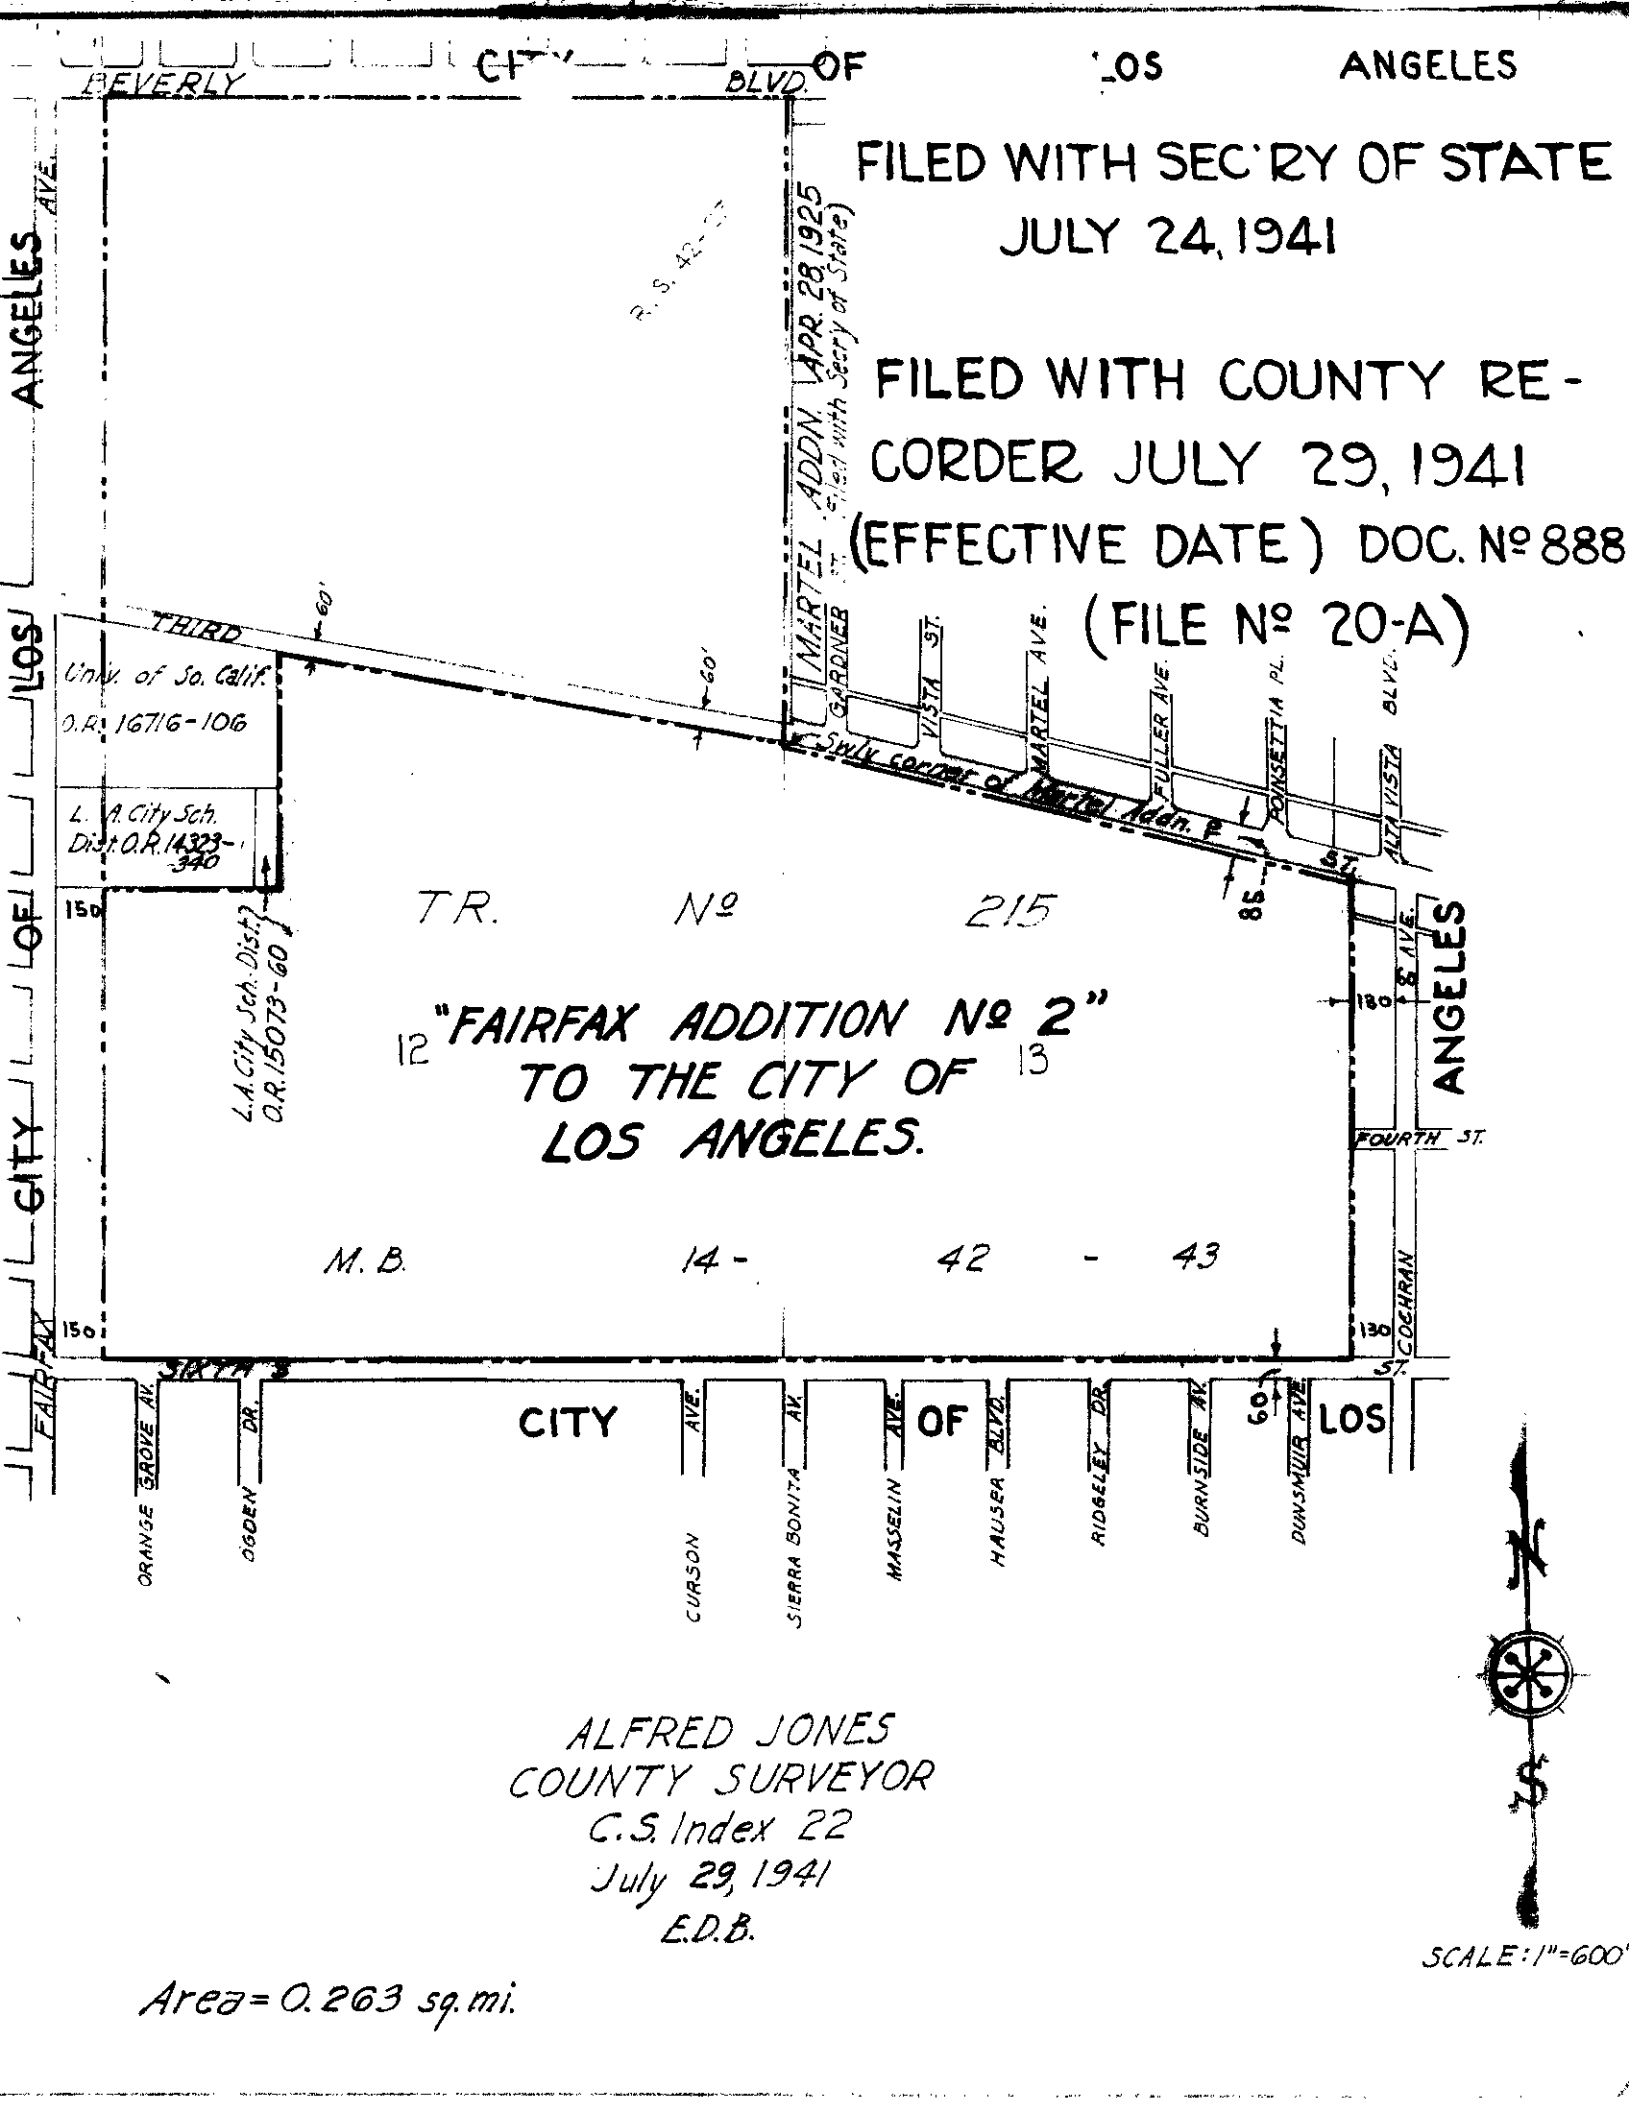 CITY OF LOS ANGELES
BEVERLY BLVD.
FILED WITH SEC'RY OF STATE
JULY 24, 1941
FILED WITH COUNTY RE-
CORDER JULY 29, 1941
(EFFECTIVE DATE) DOC. Nº 888
(FILE Nº 20-A)
AVE.
CITY OF LOS ANGELES
R. S. 42-
MARTEL ADDN. APR. 28, 1925
Filed with Secry of State)
THIRD
60'
60'
Univ. of So. Calif.
O.R. 16716-106
L. A. City Sch.
Dist. O.R. 14323-
-340
L.A. City Sch. Dist.
O.R. 15073-60
GARDNER ST.
VISTA ST.
MARTEL AVE.
FULLER AVE.
POINSETTIA PL.
ALTA VISTA BLVD.
Swly corner of Martel Addn.
85
ST.
150
TR. Nº 215
"FAIRFAX ADDITION Nº 2"
12 13
TO THE CITY OF
LOS ANGELES.
AVE.
130
ANGELES
FOURTH ST.
M. B. 14 - 42 - 43
COCHRAN
150
130
FAIRFAX
SIXTH S
ST.
60
CITY OF LOS
ORANGE GROVE AV.
OGDEN DR.
CURSON AVE.
SIERRA BONITA AV.
MASSELIN AVE.
HAUSER BLVD.
RIDGELEY DR.
BURNSIDE AV.
DUNSMUIR AVE.
N
S
ALFRED JONES
COUNTY SURVEYOR
C.S. Index 22
July 29, 1941
E.D.B.
SCALE: 1"=600'
Area = 0.263 sq. mi.